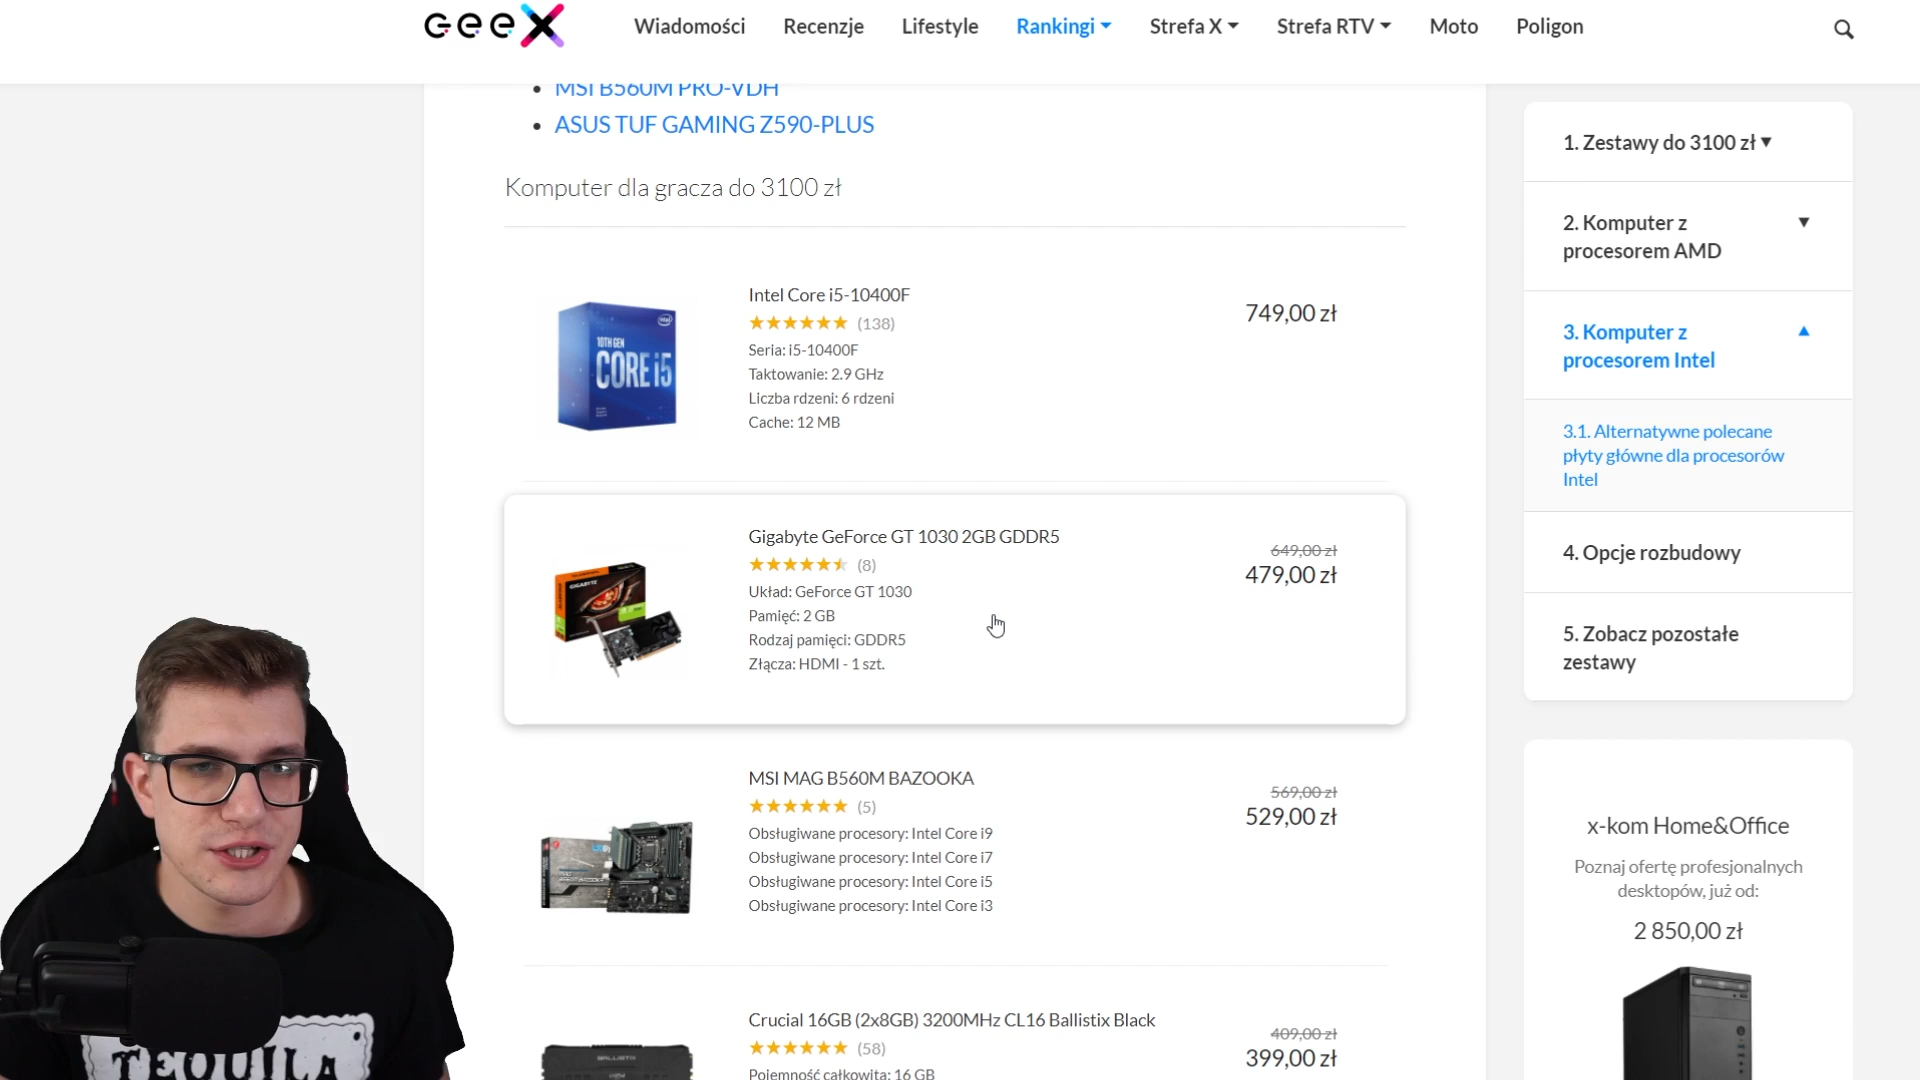 GeeX
Wiadomości
Recenzje
Lifestyle
Rankingi
Strefa X
Strefa RTV
Moto
Poligon
MSI B560M PRO-VDH
ASUS TUF GAMING Z590-PLUS
Komputer dla gracza do 3100 zł
intel
10TH GEN
CORE i5
Intel Core i5-10400F
(138)
Seria: i5-10400F
Taktowanie: 2.9 GHz
Liczba rdzeni: 6 rdzeni
Cache: 12 MB
749,00 zł
GIGABYTE
Gigabyte GeForce GT 1030 2GB GDDR5
(8)
Układ: GeForce GT 1030
Pamięć: 2 GB
Rodzaj pamięci: GDDR5
Złącza: HDMI - 1 szt.
649,00 zł
479,00 zł
MSI MAG B560M BAZOOKA
(5)
Obsługiwane procesory: Intel Core i9
Obsługiwane procesory: Intel Core i7
Obsługiwane procesory: Intel Core i5
Obsługiwane procesory: Intel Core i3
569,00 zł
529,00 zł
BALLISTIX
Crucial 16GB (2x8GB) 3200MHz CL16 Ballistix Black
(58)
Pojemność całkowita: 16 GB
409,00 zł
399,00 zł
1. Zestawy do 3100 zł
2. Komputer z
procesorem AMD
3. Komputer z
procesorem Intel
3.1. Alternatywne polecane
płyty główne dla procesorów
Intel
4. Opcje rozbudowy
5. Zobacz pozostałe
zestawy
x-kom Home&Office
Poznaj ofertę profesjonalnych
desktopów, już od:
2 850,00 zł
TEQUILA